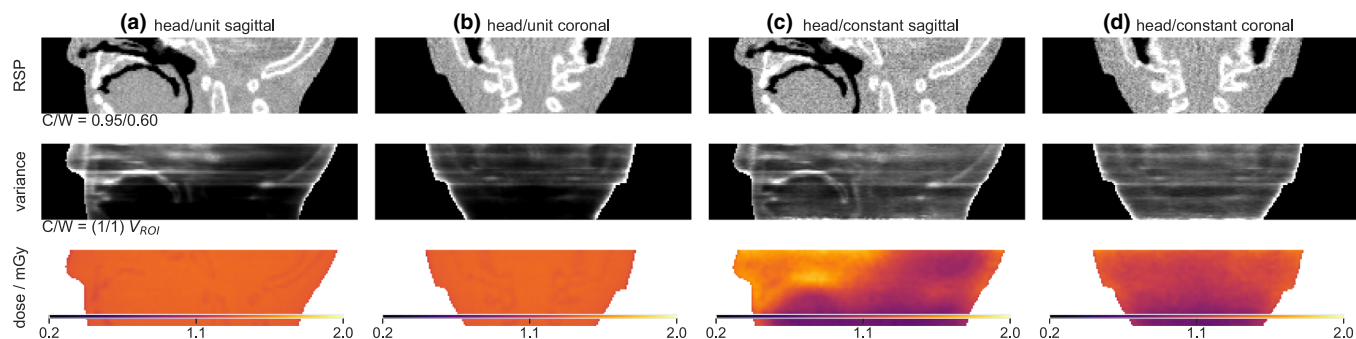 (a) head/unit sagittal (b) head/unit coronal (c) head/constant sagittal (d) head/constant coronal
RSP
C/W = 0.95/0.60
variance
C/W = (1/1) V_ROI
dose / mGy
0.2 1.1 2.0 0.2 1.1 2.0 0.2 1.1 2.0 0.2 1.1 2.0